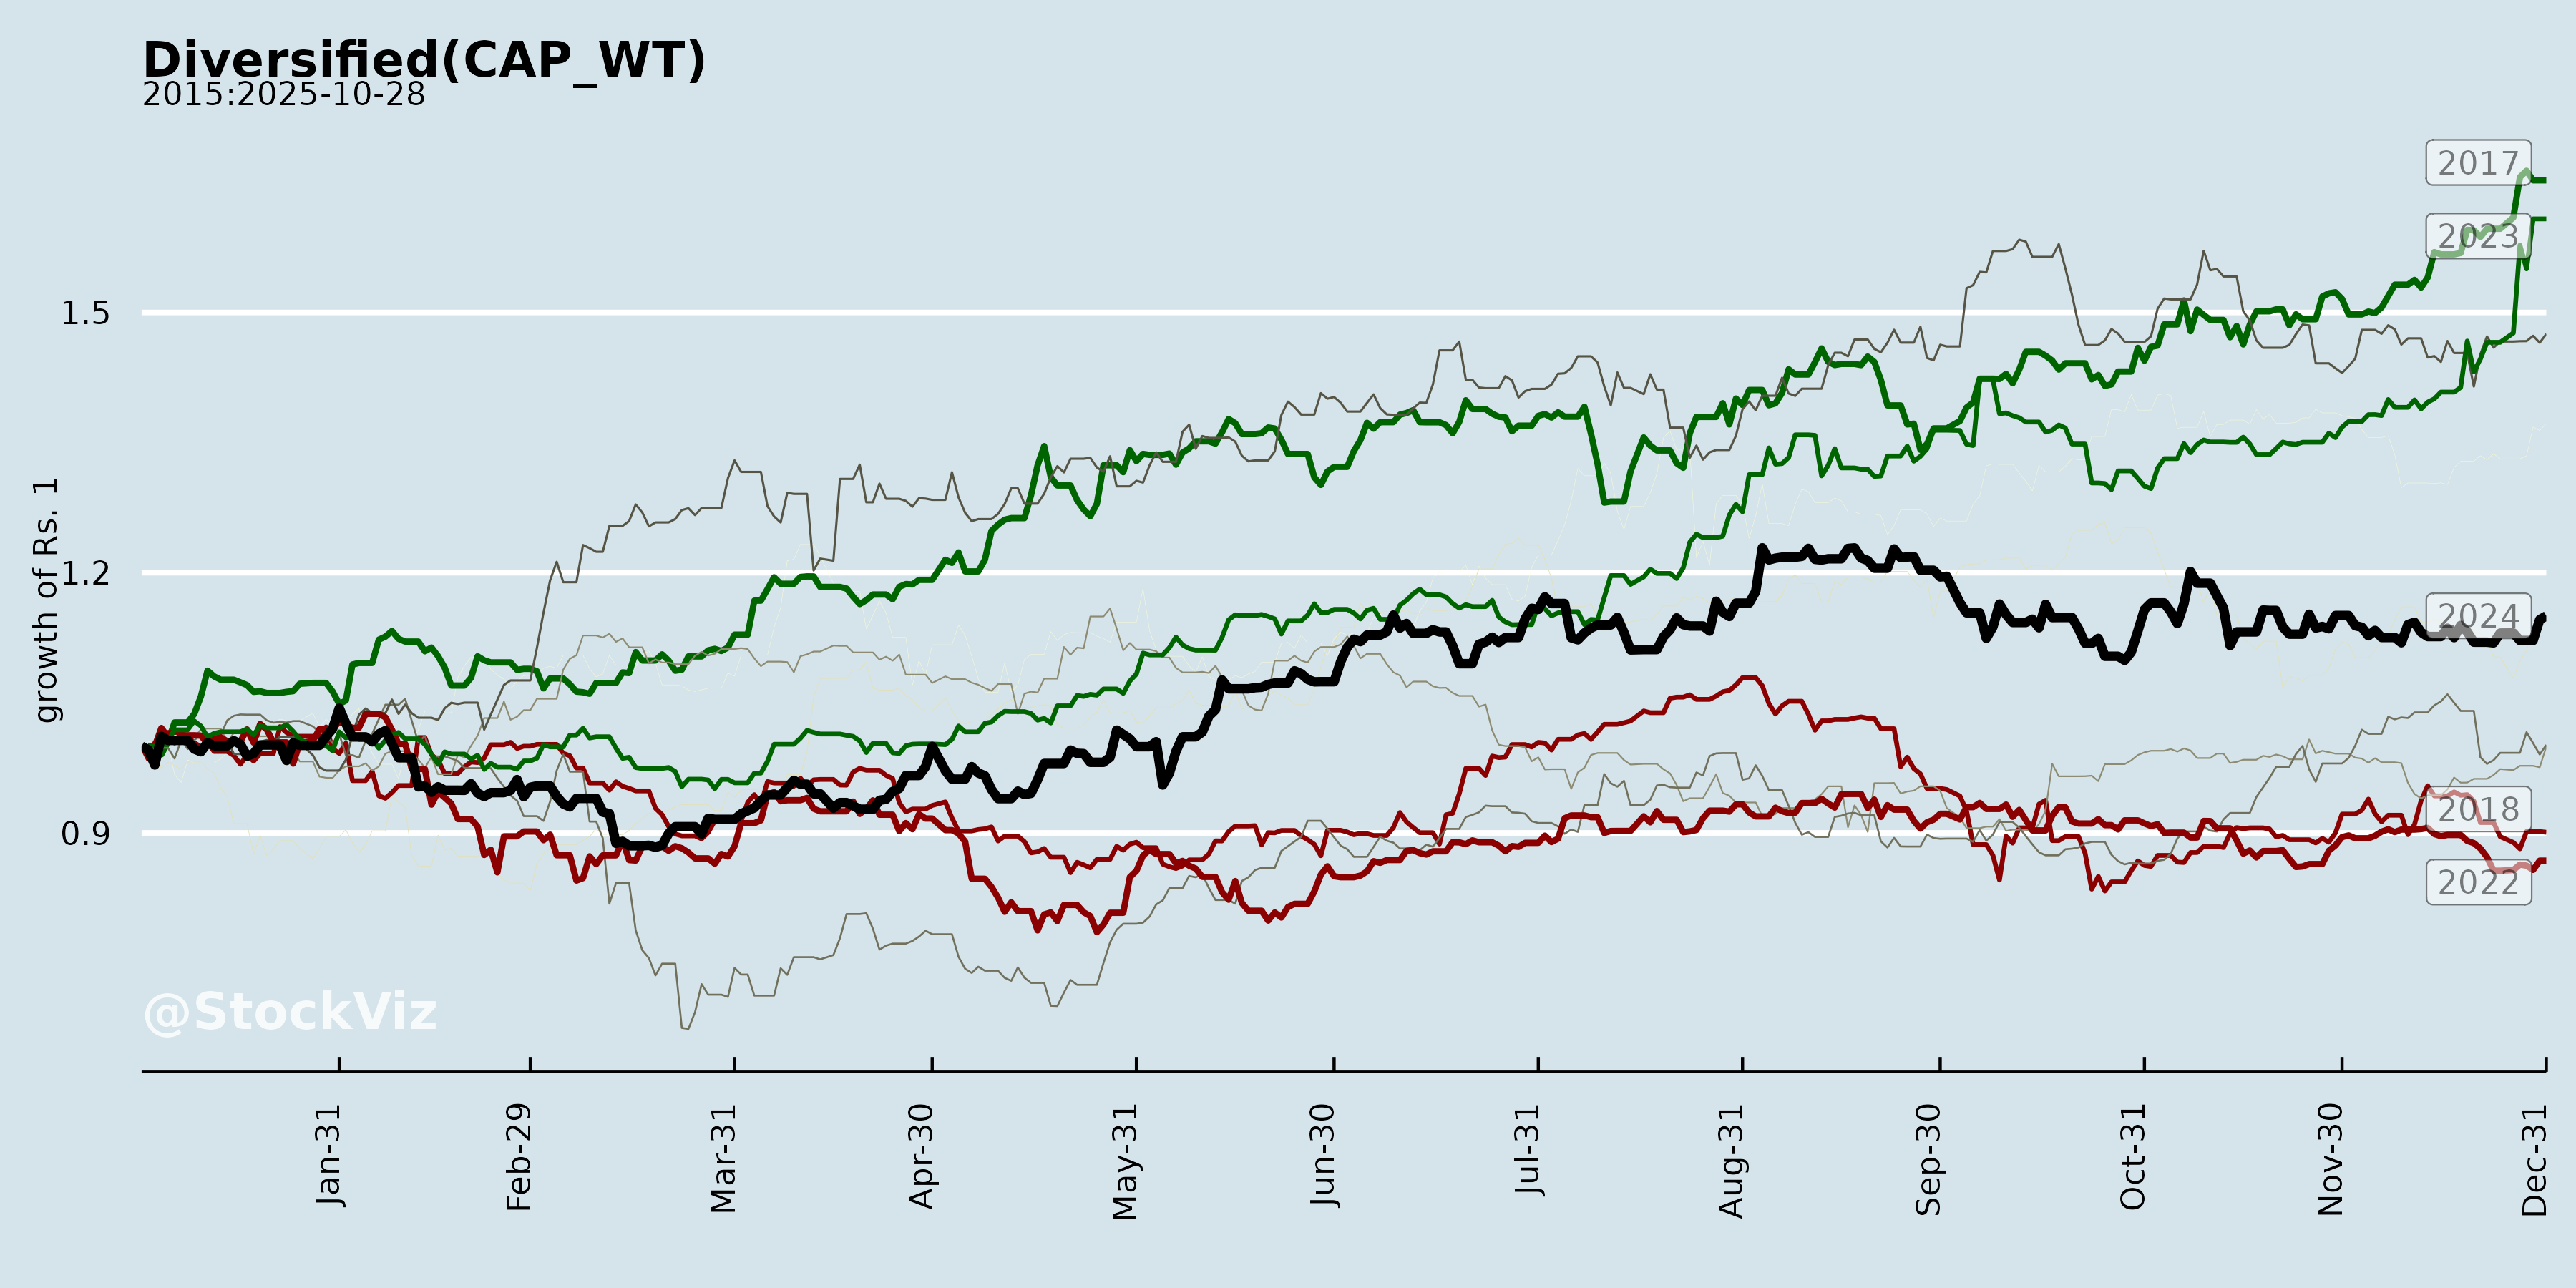 Diversified(CAP_WT)
2015:2025-10-28
2017
2023
1.5
growth of Rs. 1
1.2
2024
2018
0.9
2022
@StockViz
Jan-31
Feb-29
Mar-31
Apr-30
May-31
Jun-30
Jul-31
Aug-31
Sep-30
Oct-31
Nov-30
Dec-31